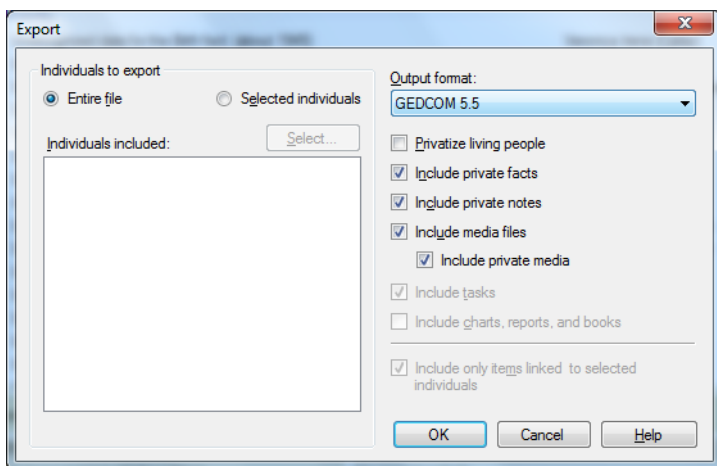 Export
Individuals to export
Entire file
Selected individuals
Individuals included:
Select...
Output format:
GEDCOM 5.5
Privatize living people
Include private facts
Include private notes
Include media files
Include private media
Include tasks
Include charts, reports, and books
Include only items linked to selected
individuals
OK
Cancel
Help